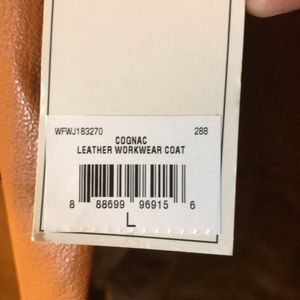 WFWJ183270 288
COGNAC
LEATHER WORKWEAR COAT
8 88699 96915 6
L